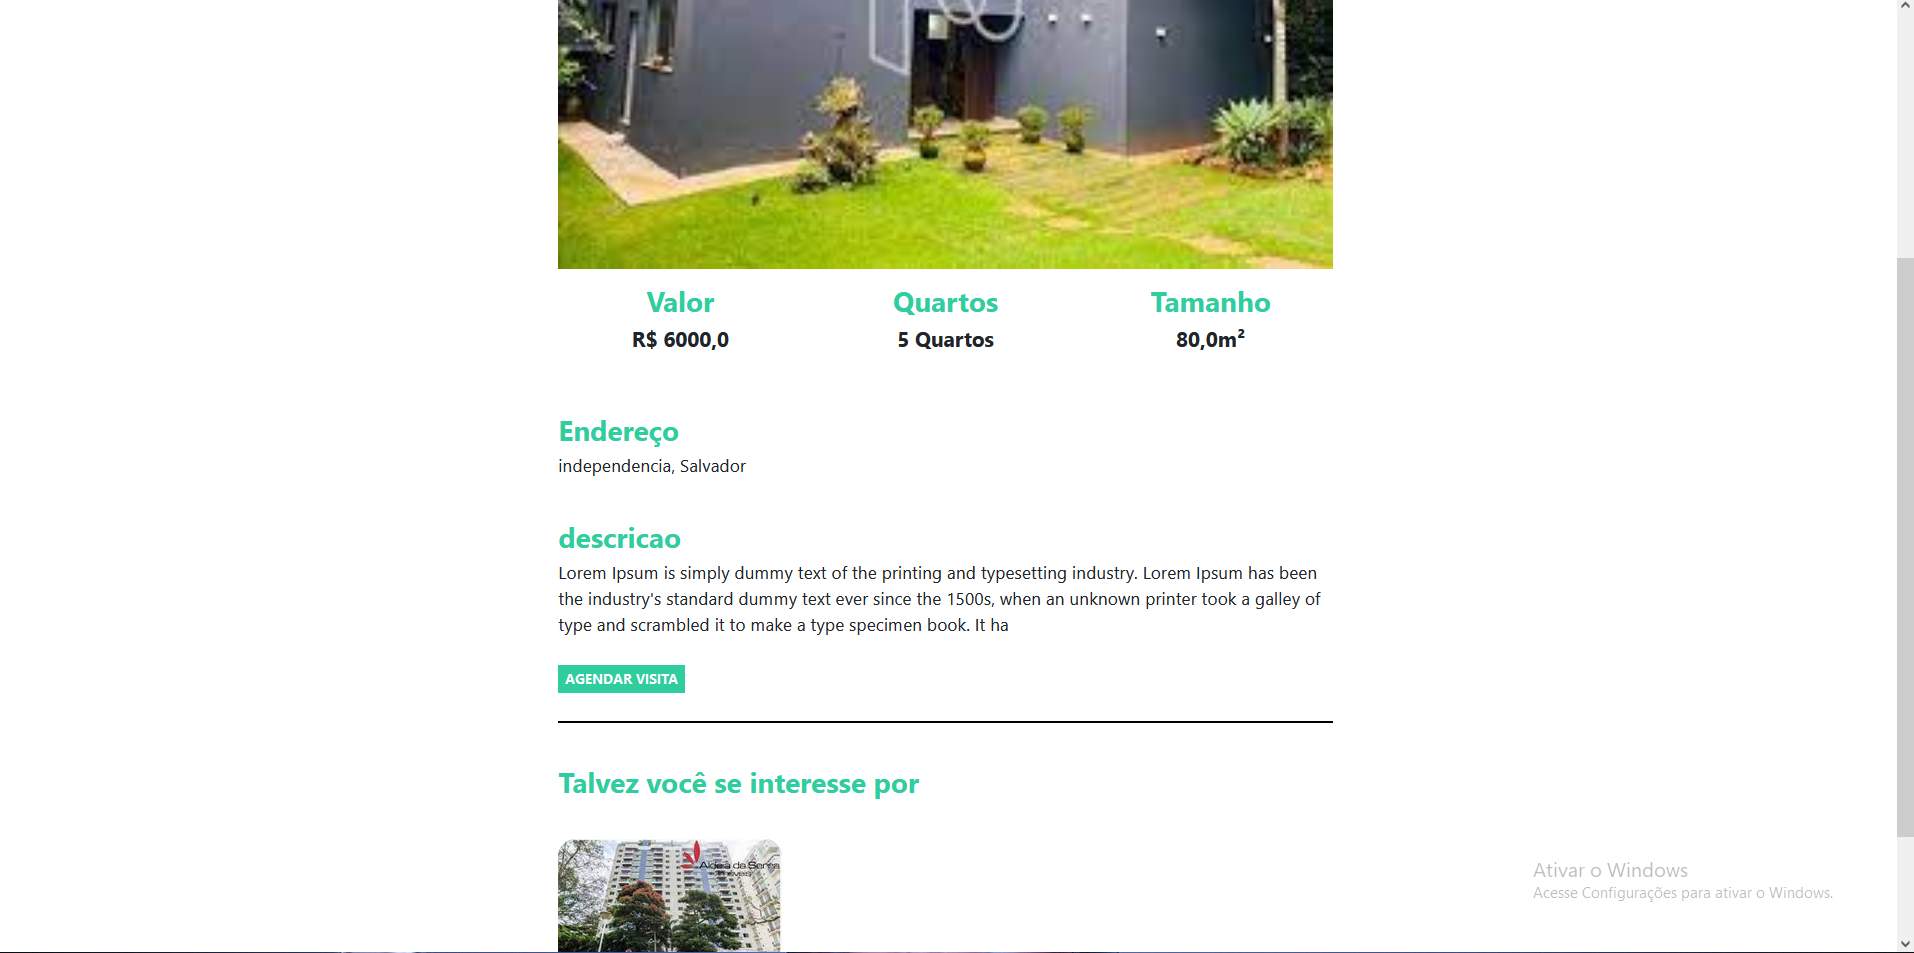 Valor
Quartos
Tamanho
R$ 6000,0
5 Quartos
80,0m²
Endereço
independencia, Salvador
descricao
Lorem Ipsum is simply dummy text of the printing and typesetting industry. Lorem Ipsum has been
the industry's standard dummy text ever since the 1500s, when an unknown printer took a galley of
type and scrambled it to make a type specimen book. It ha
AGENDAR VISITA
Talvez você se interesse por
Aldeia da Serra
Ativar o Windows
Acesse Configurações para ativar o Windows.